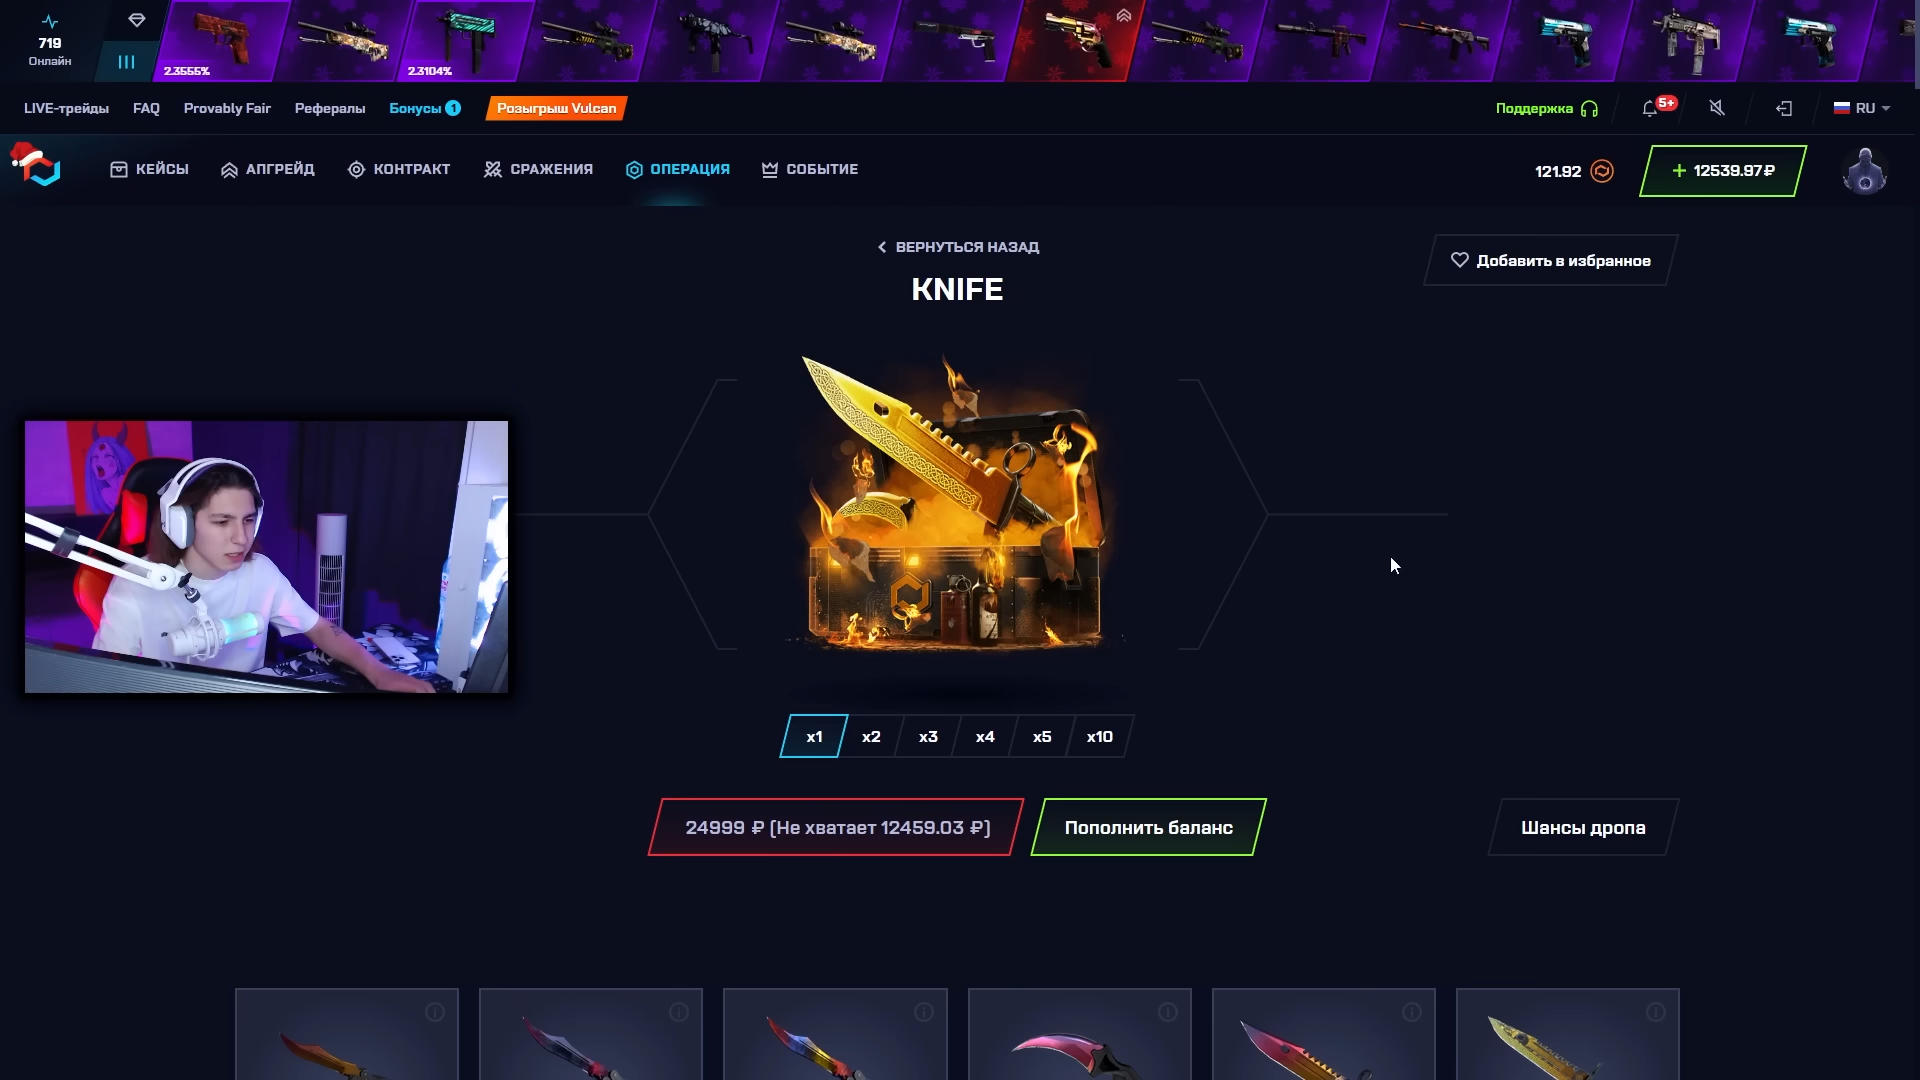 719
Онлайн
2.3555%
2.3104%
LIVE-трейды
FAQ
Provably Fair
Рефералы
Бонусы 1
Розыгрыш Vulcan
Поддержка
5+
RU
КЕЙСЫ
АПГРЕЙД
КОНТРАКТ
СРАЖЕНИЯ
ОПЕРАЦИЯ
СОБЫТИЕ
121.92
+ 12539.97₽
ВЕРНУТЬСЯ НАЗАД
Добавить в избранное
KNIFE
x1
x2
x3
x4
x5
x10
24999 ₽ (Не хватает 12459.03 ₽)
Пополнить баланс
Шансы дропа